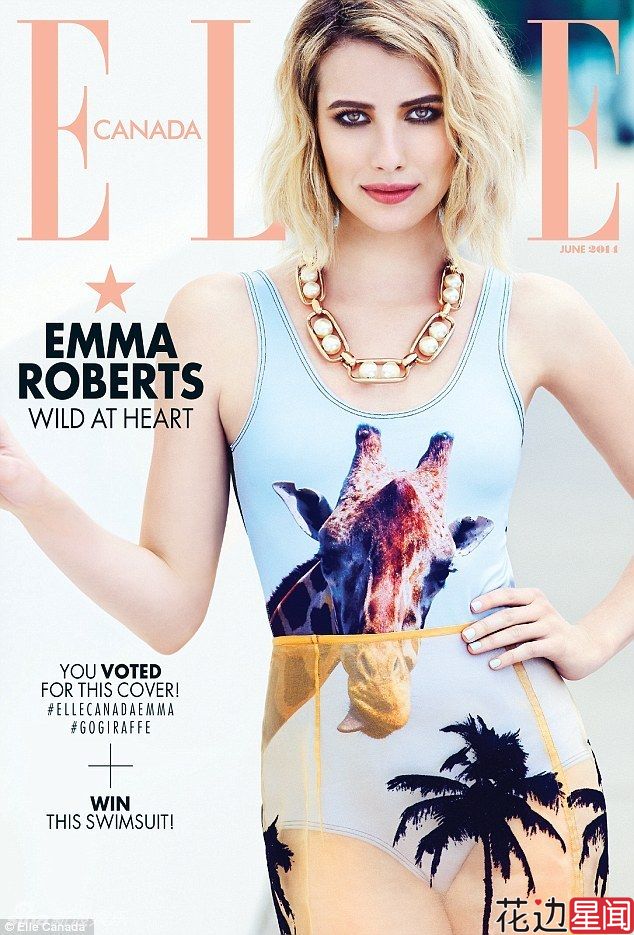 ELLE
CANADA
JUNE 2014
EMMA
ROBERTS
WILD AT HEART
YOU VOTED
FOR THIS COVER!
#ELLECANADAEMMA
#GOGIRAFFE
WIN
THIS SWIMSUIT!
© Elle Canada
花边星闻